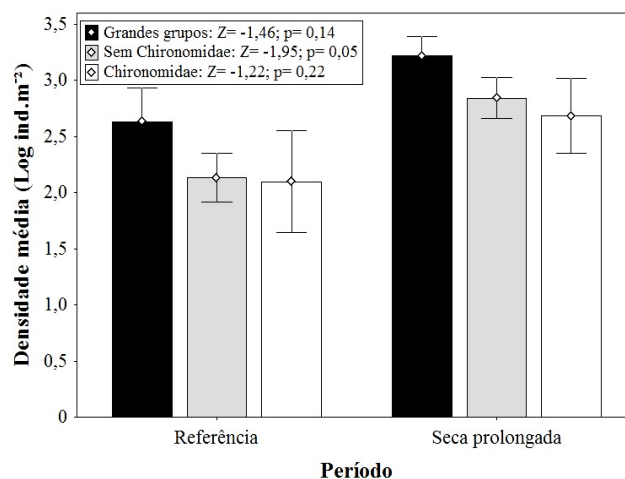 Grandes grupos: Z= -1,46; p= 0,14
Sem Chironomidae: Z= -1,95; p= 0,05
Chironomidae: Z= -1,22; p= 0,22
Densidade média (Log ind.m⁻²)
3,5
3,0
2,5
2,0
1,5
1,0
0,5
0
Referência Seca prolongada
Período